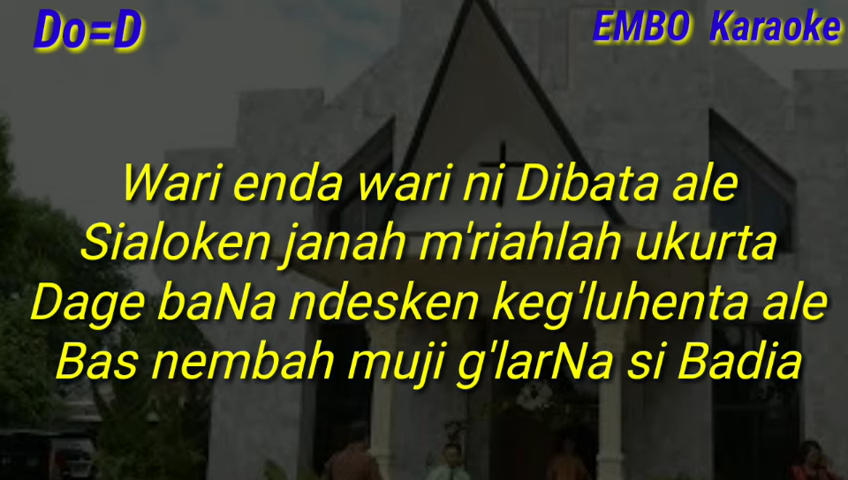 Do=D
EMBO Karaoke
Wari enda wari ni Dibata ale
Sialoken janah m'riahlah ukurta
Dage baNa ndesken keg'luhenta ale
Bas nembah muji g'larNa si Badia